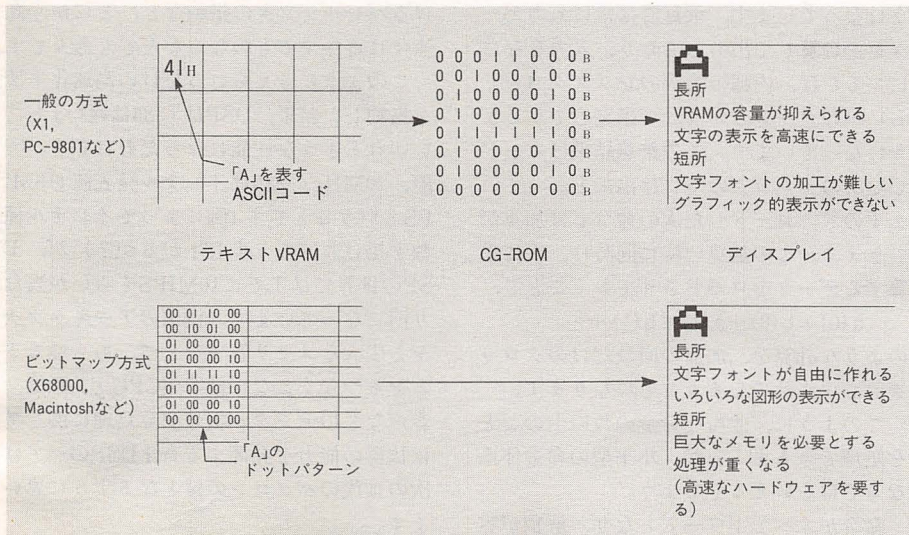 一般の方式
(X1,
PC-9801など)
41H
「A」を表す
ASCIIコード
テキストVRAM
0 0 0 1 1 0 0 0 B
0 0 1 0 0 1 0 0 B
0 1 0 0 0 0 1 0 B
0 1 0 0 0 0 1 0 B
0 1 1 1 1 1 1 0 B
0 1 0 0 0 0 1 0 B
0 1 0 0 0 0 1 0 B
0 0 0 0 0 0 0 0 B
CG-ROM
A
長所
VRAMの容量が抑えられる
文字の表示を高速にできる
短所
文字フォントの加工が難しい
グラフィック的表示ができない
ディスプレイ
ビットマップ方式
(X68000,
Macintoshなど)
00 01 10 00
00 10 01 00
01 00 00 10
01 00 00 10
01 11 11 10
01 00 00 10
01 00 00 10
00 00 00 00
「A」の
ドットパターン
A
長所
文字フォントが自由に作れる
いろいろな図形の表示ができる
短所
巨大なメモリを必要とする
処理が重くなる
(高速なハードウェアを要す
る)